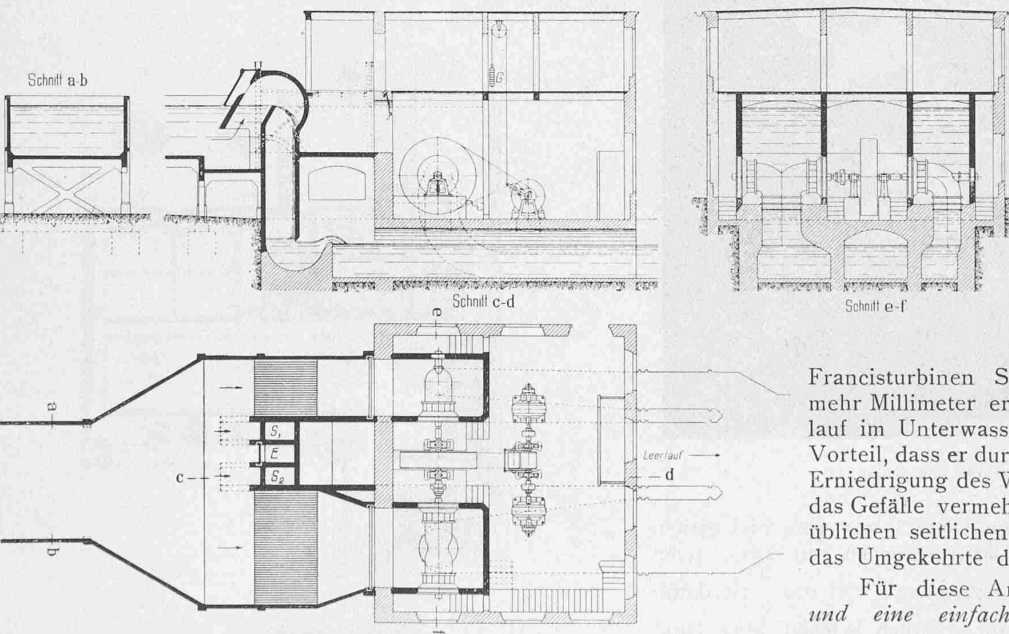 Schnitt a-b
G
Schnitt c-d
Schnitt e-f
e
a
S₁
E
S₂
c
Leerlauf
d
b
f
Francisturbinen S
mehr Millimeter er
lauf im Unterwass
Vorteil, dass er dur
Erniedrigung des V
das Gefälle vermeh
üblichen seitlichen
das Umgekehrte d
Für diese An
und eine einfach